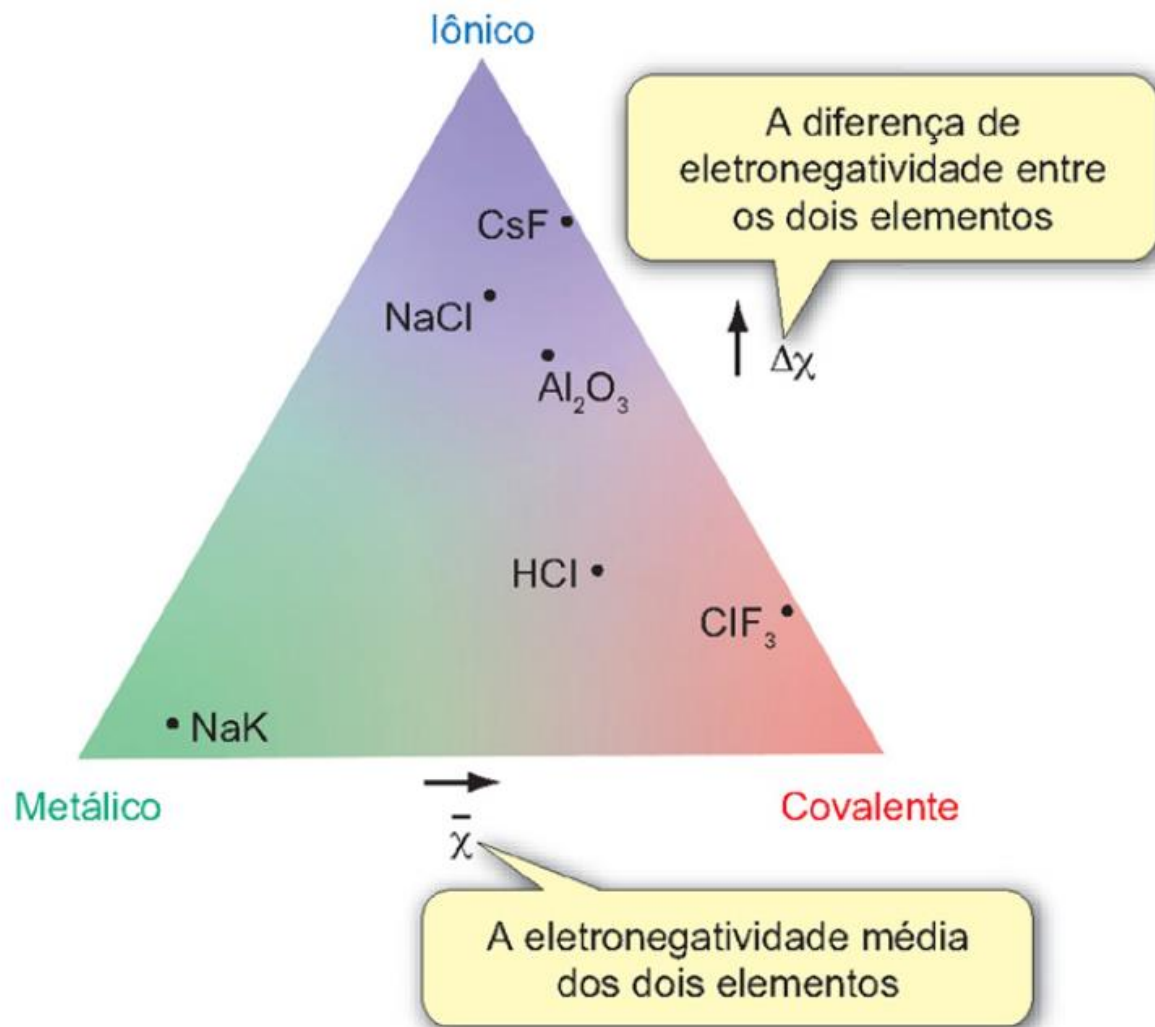 Iônico
A diferença de
eletronegatividade entre
os dois elementos
CsF
NaCl
Δχ
Al₂O₃
HCl
ClF₃
NaK
Metálico
Covalente
χ̄
A eletronegatividade média
dos dois elementos